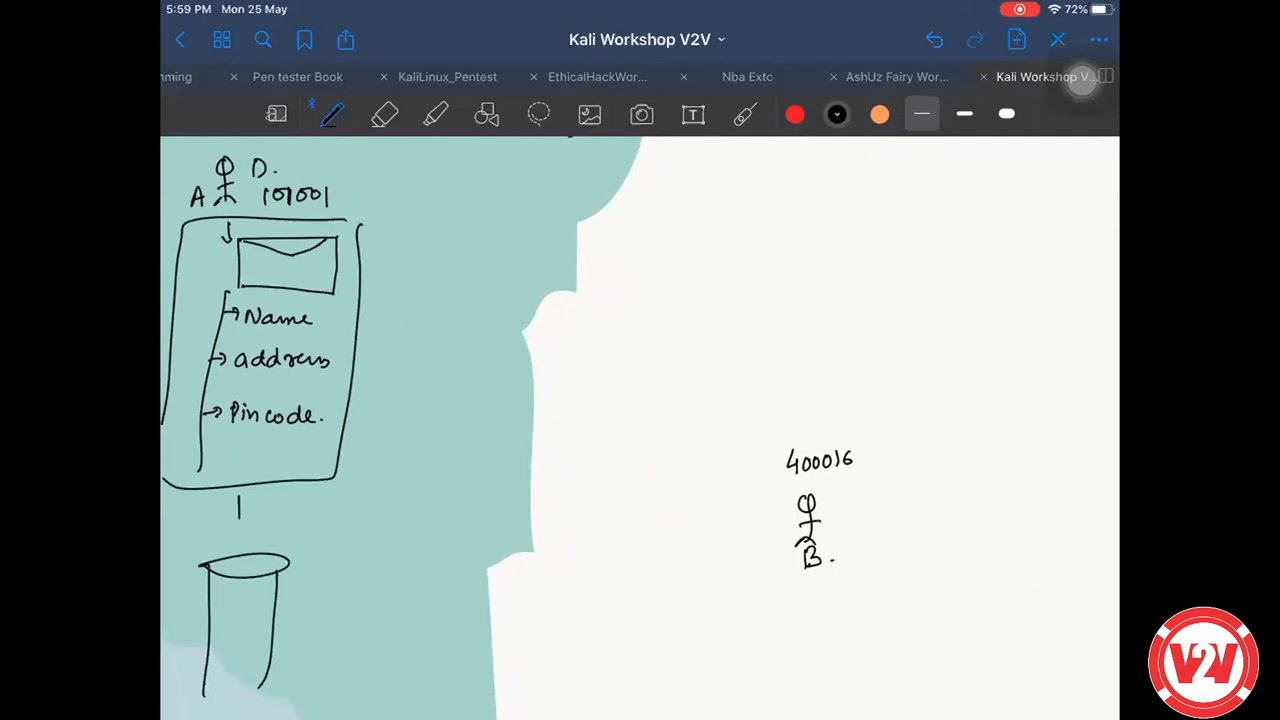 5:59 PM Mon 25 May
72%
Kali Workshop V2V
nming
Pen tester Book
KaliLinux_Pentest
EthicalHackWor...
Nba Extc
AshUz Fairy Wor...
Kali Workshop V...
T
D.
A 101001
Name
address
Pincode.
400016
B.
V2V